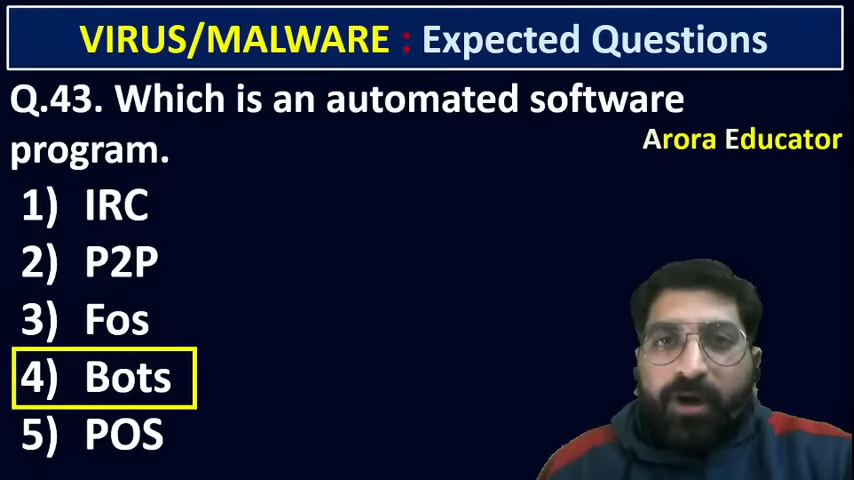 VIRUS/MALWARE : Expected Questions
Q.43. Which is an automated software
program.
Arora Educator
1) IRC
2) P2P
3) Fos
4) Bots
5) POS